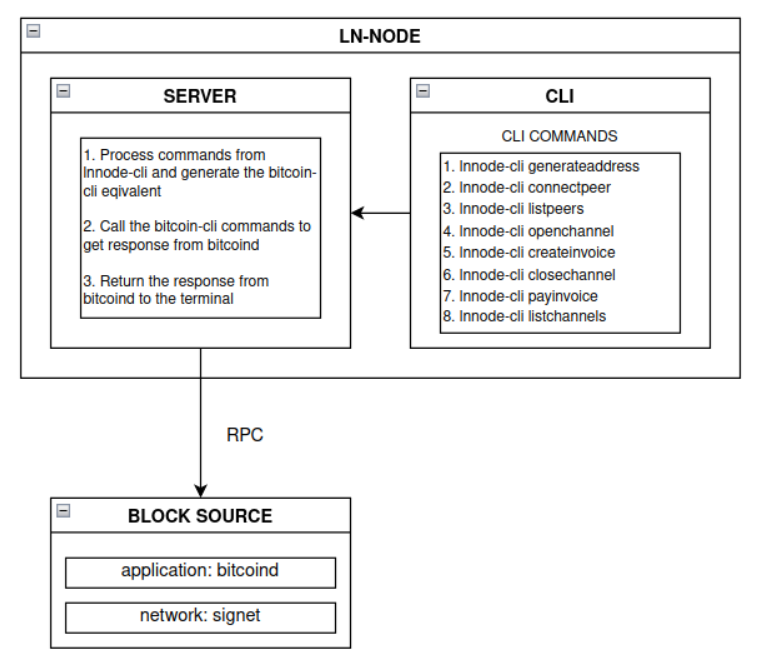 LN-NODE
SERVER
1. Process commands from
lnnode-cli and generate the bitcoin-
cli eqivalent
2. Call the bitcoin-cli commands to
get response from bitcoind
3. Return the response from
bitcoind to the terminal
CLI
CLI COMMANDS
1. lnnode-cli generateaddress
2. lnnode-cli connectpeer
3. lnnode-cli listpeers
4. lnnode-cli openchannel
5. lnnode-cli createinvoice
6. lnnode-cli closechannel
7. lnnode-cli payinvoice
8. lnnode-cli listchannels
RPC
BLOCK SOURCE
application: bitcoind
network: signet